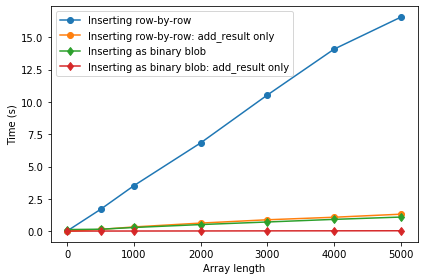 Inserting row-by-row
Inserting row-by-row: add_result only
Inserting as binary blob
Inserting as binary blob: add_result only
Time (s)
15.0
12.5
10.0
7.5
5.0
2.5
0.0
0 1000 2000 3000 4000 5000
Array length